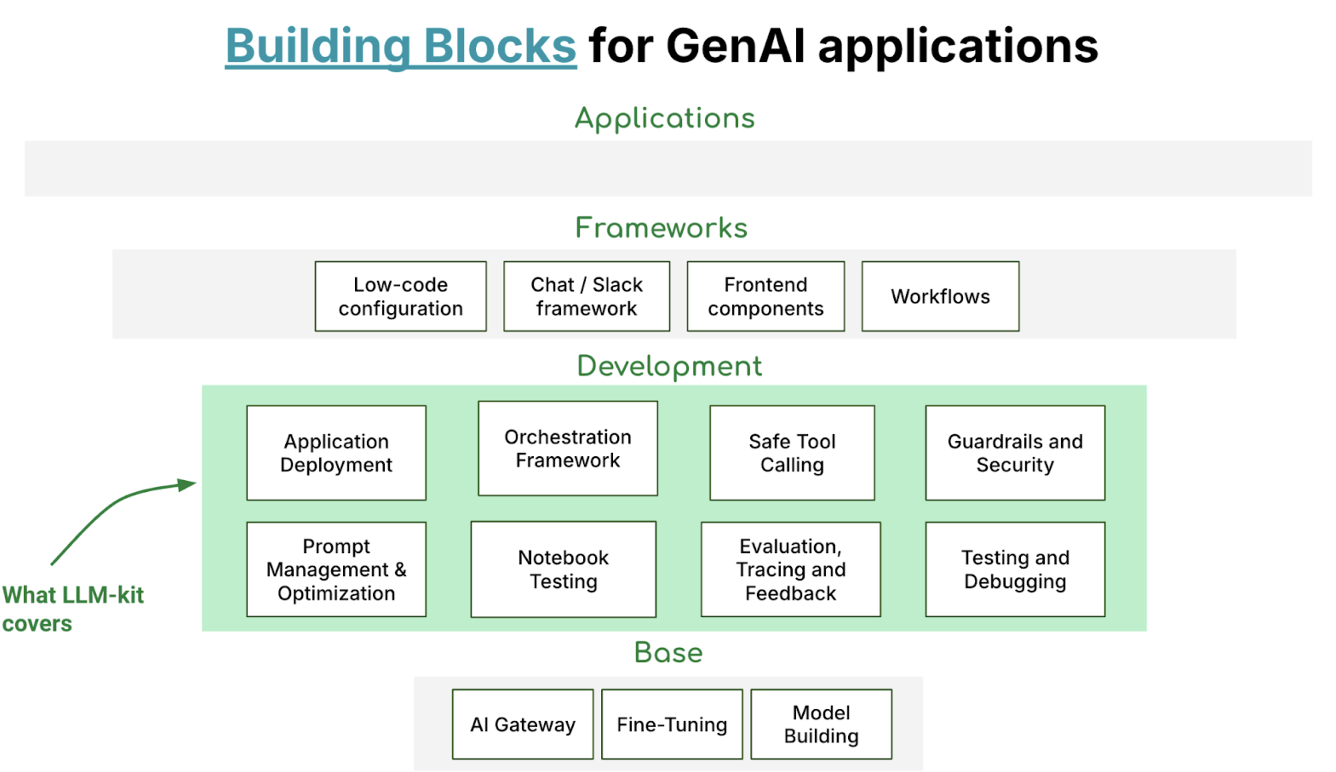 Building Blocks for GenAI applications
Applications
Frameworks
Low-code
configuration
Chat / Slack
framework
Frontend
components
Workflows
Development
Application
Deployment
Orchestration
Framework
Safe Tool
Calling
Guardrails and
Security
Prompt
Management &
Optimization
Notebook
Testing
Evaluation,
Tracing and
Feedback
Testing and
Debugging
What LLM-kit
covers
Base
AI Gateway
Fine-Tuning
Model
Building